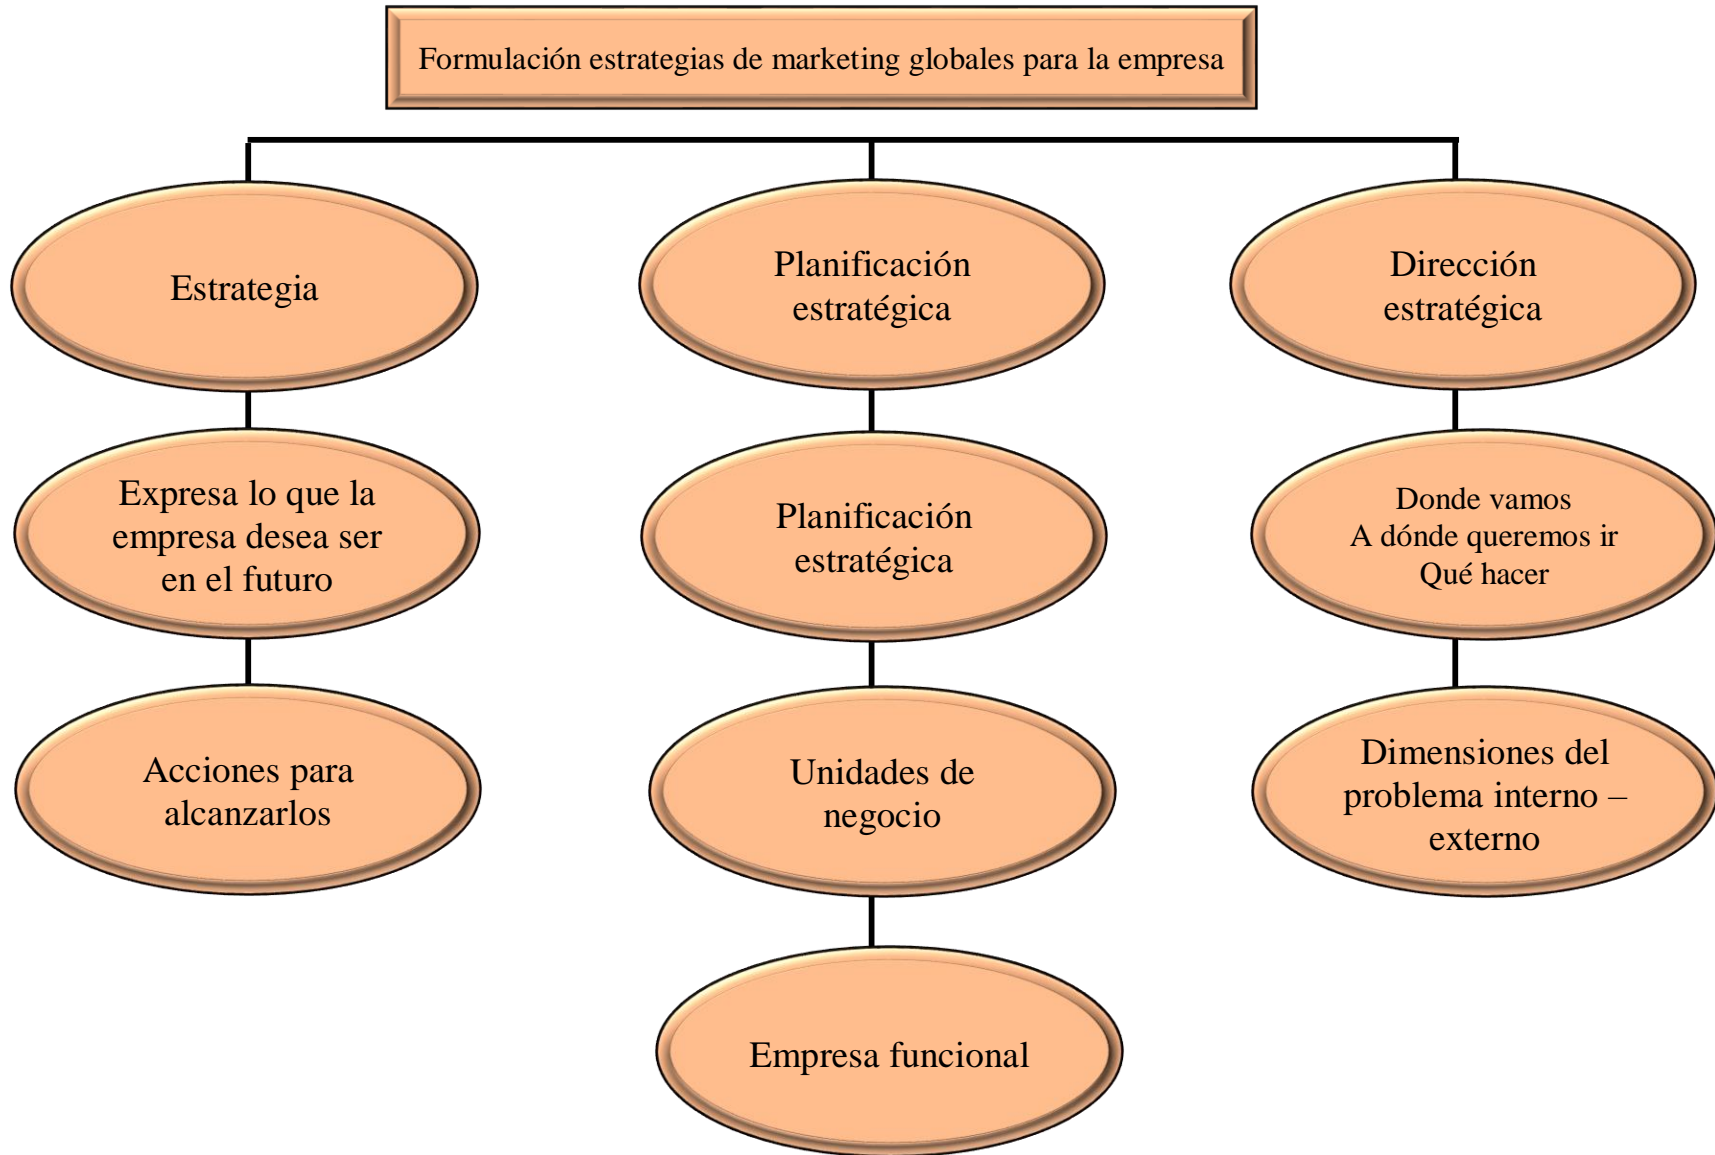 Formulación estrategias de marketing globales para la empresa
Estrategia
Planificación
estratégica
Dirección
estratégica
Expresa lo que la
empresa desea ser
en el futuro
Planificación
estratégica
Donde vamos
A dónde queremos ir
Qué hacer
Acciones para
alcanzarlos
Unidades de
negocio
Dimensiones del
problema interno –
externo
Empresa funcional